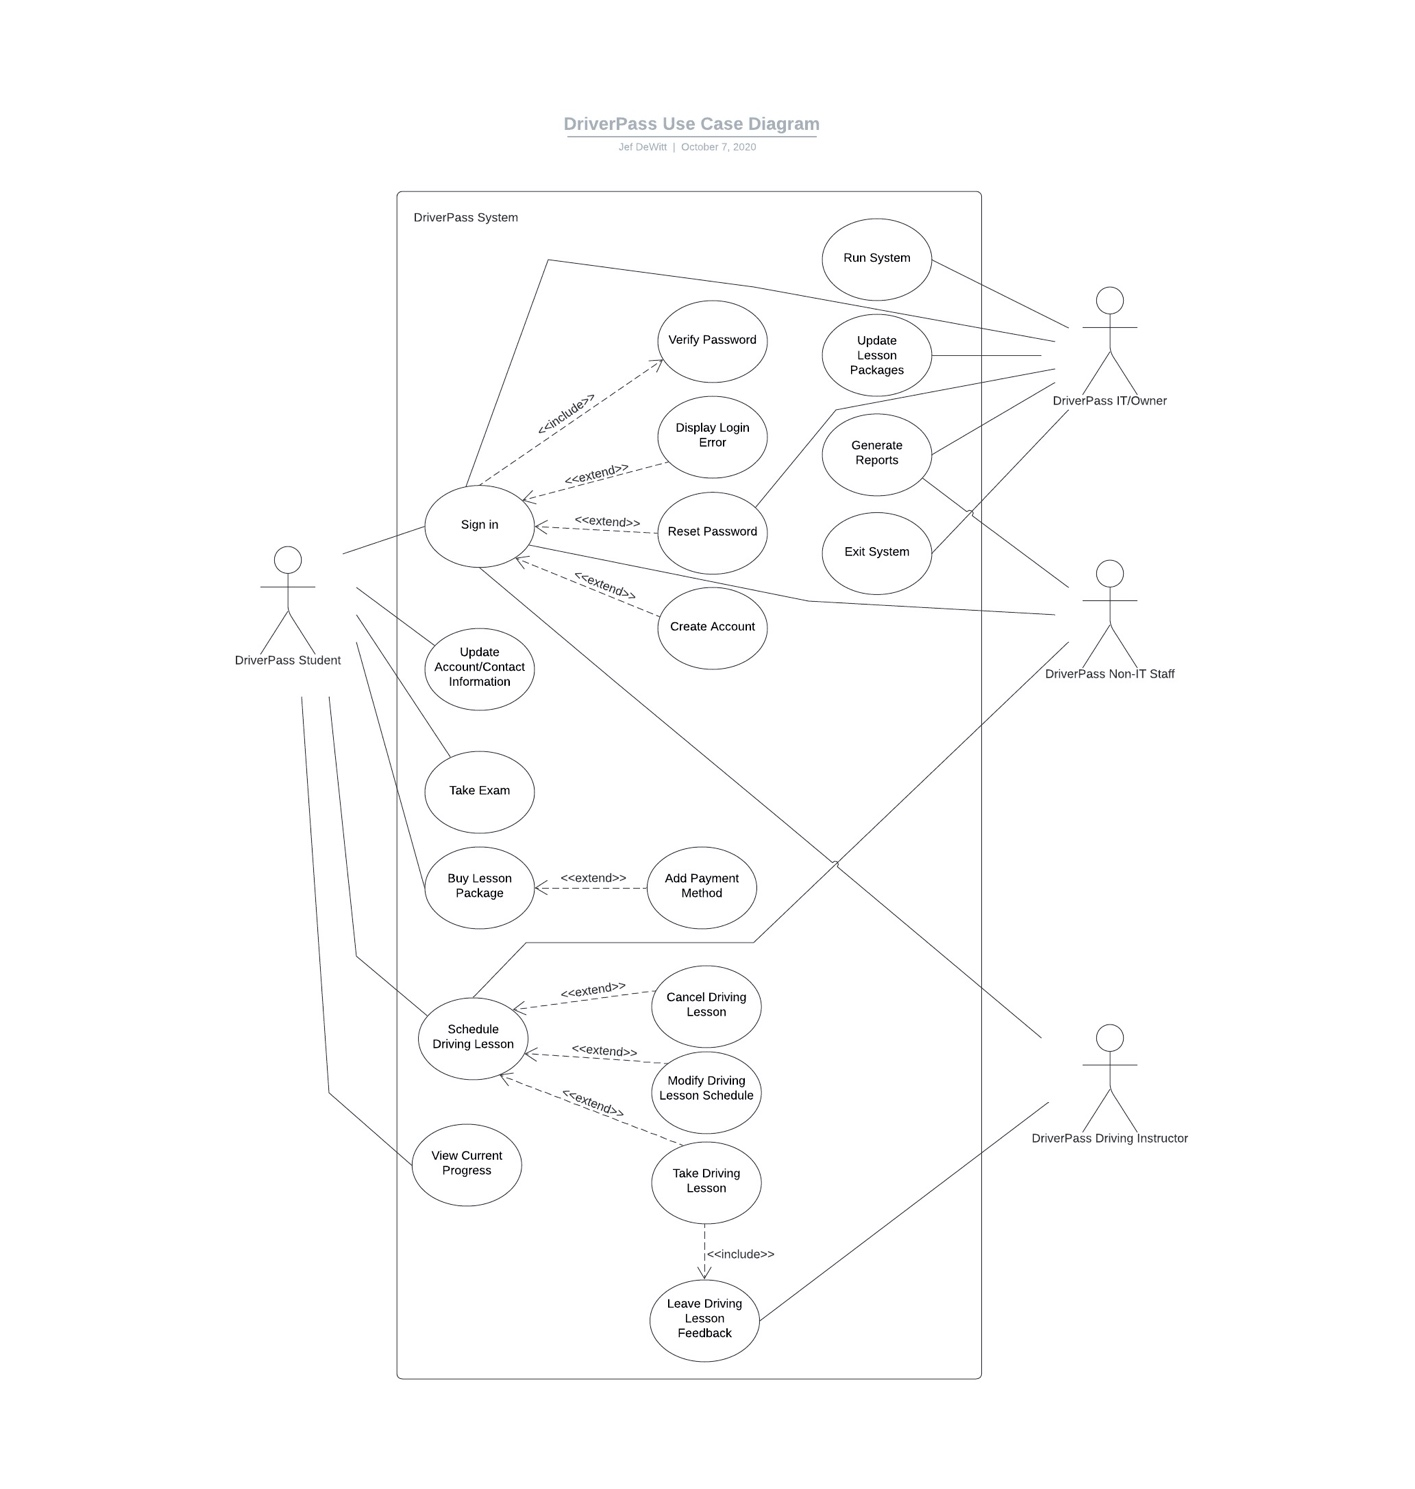 DriverPass Use Case Diagram
Jef DeWitt | October 7, 2020
DriverPass System
Run System
Verify Password
Update
Lesson
Packages
DriverPass IT/Owner
<<include>>
Display Login
Error
Generate
Reports
<<extend>>
Sign in
<<extend>>
Reset Password
Exit System
<<extend>>
Create Account
DriverPass Student
Update
Account/Contact
Information
DriverPass Non-IT Staff
Take Exam
Buy Lesson
Package
<<extend>>
Add Payment
Method
<<extend>>
Cancel Driving
Lesson
Schedule
Driving Lesson
<<extend>>
Modify Driving
Lesson Schedule
<<extend>>
DriverPass Driving Instructor
View Current
Progress
Take Driving
Lesson
<<include>>
Leave Driving
Lesson
Feedback